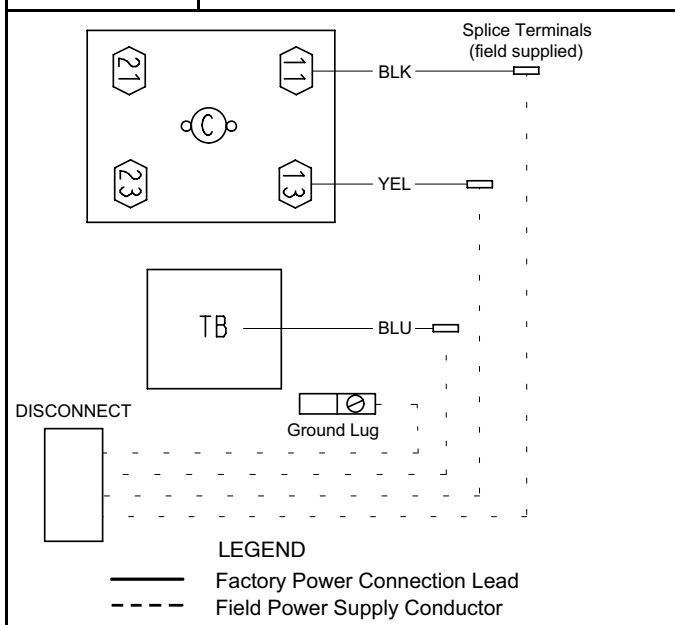 Splice Terminals
(field supplied)
21
11
BLK
C
23
13
YEL
TB
BLU
DISCONNECT
Ground Lug
LEGEND
Factory Power Connection Lead
Field Power Supply Conductor